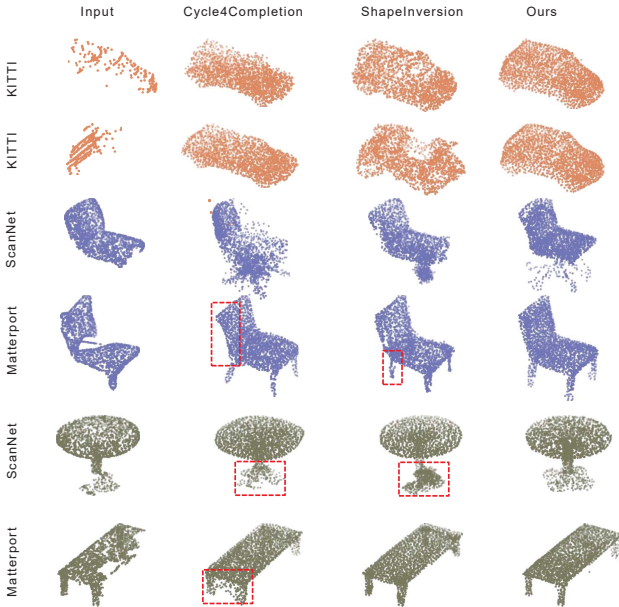 Input Cycle4Completion ShapeInversion Ours
KITTI
KITTI
ScanNet
Matterport
ScanNet
Matterport